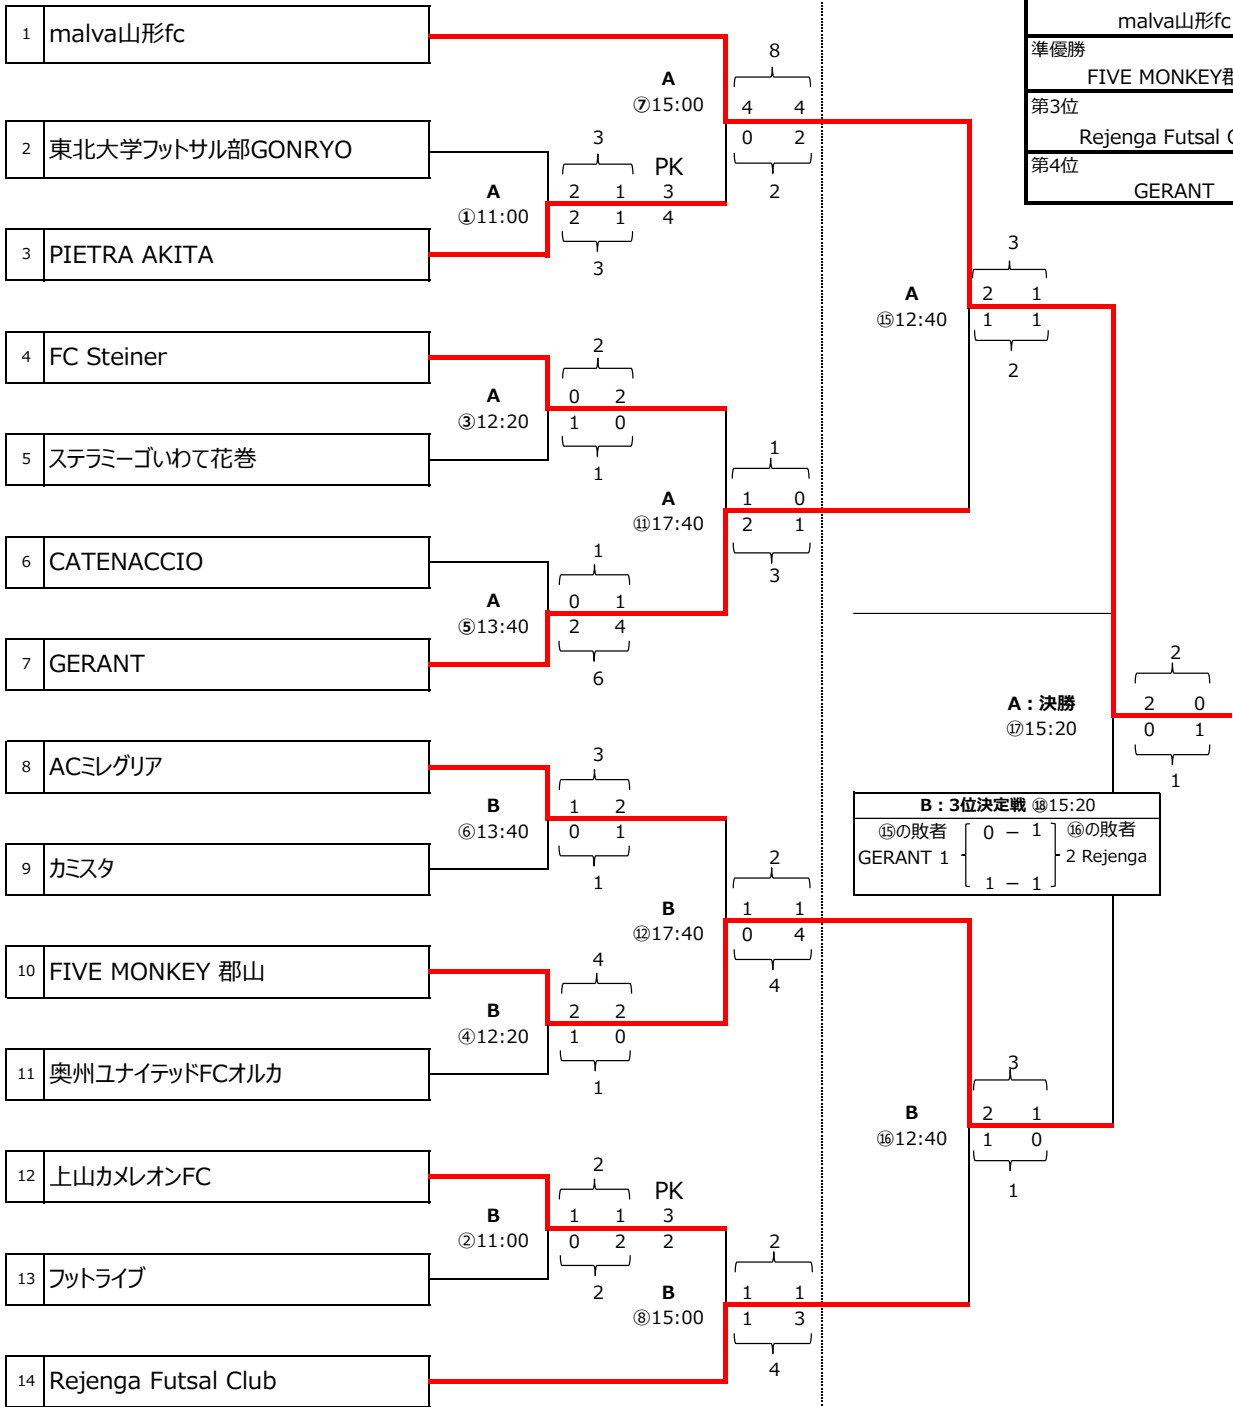 malva山形fc
準優勝
FIVE MONKEY郡
第3位
Rejenga Futsal C
第4位
GERANT
1 malva山形fc
8
A
⑦15:00
4 4
0 2
2
2 東北大学フットサル部GONRYO
3
PK
A
①11:00
2 1 3
2 1 4
3
3 PIETRA AKITA
3
A
⑮12:40
2 1
1 1
2
4 FC Steiner
2
A
③12:20
0 2
1 0
1
5 ステラミーゴいわて花巻
1
A
⑪17:40
1 0
2 1
3
6 CATENACCIO
1
A
⑤13:40
0 1
2 4
6
7 GERANT
2
A:決勝
⑰15:20
2 0
0 1
1
8 ACミレグリア
3
B
⑥13:40
1 2
0 1
1
B:3位決定戦 ⑱15:20
⑮の敗者 0 − 1 ⑯の敗者
GERANT 1 2 Rejenga
1 − 1
9 カミスタ
2
B
⑫17:40
1 1
0 4
4
10 FIVE MONKEY 郡山
4
B
④12:20
2 2
1 0
1
11 奥州ユナイテッドFCオルカ
3
B
⑯12:40
2 1
1 0
1
12 上山カメレオンFC
2
PK
B
②11:00
1 1 3
0 2 2
2
13 フットライブ
2
B
⑧15:00
1 1
1 3
4
14 Rejenga Futsal Club